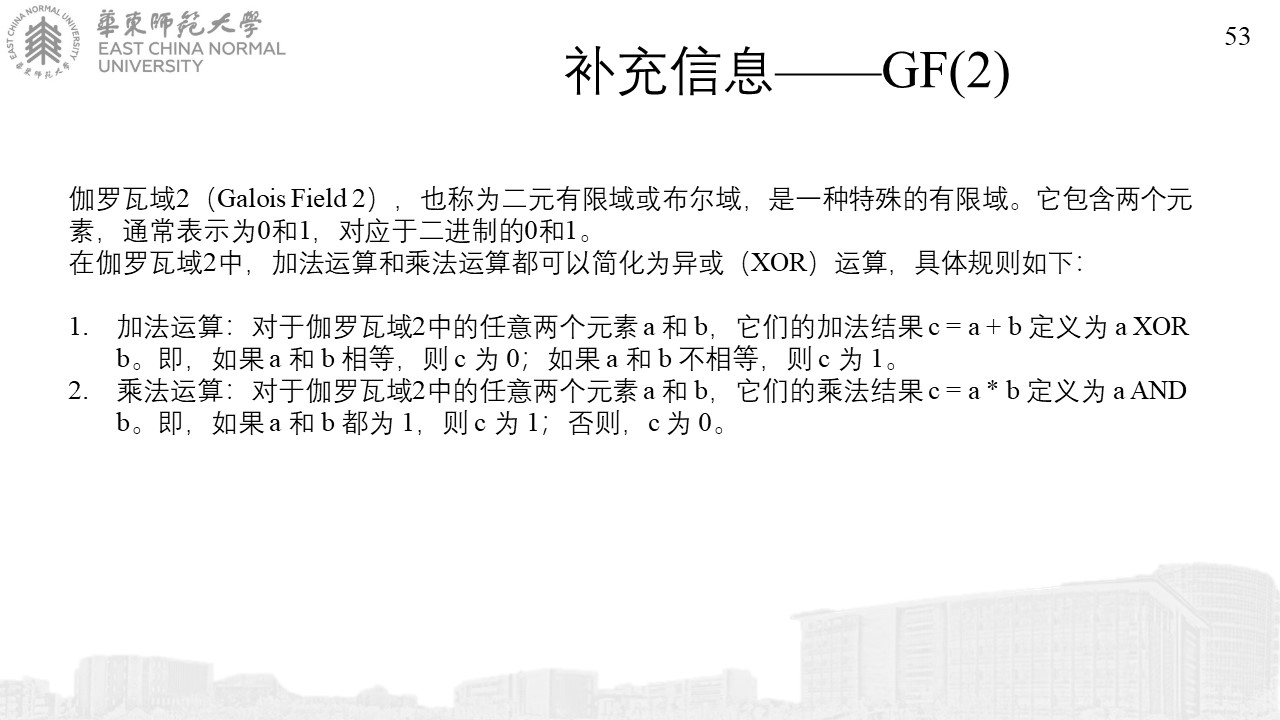 EAST CHINA NORMAL UNIVERSITY
華東师范大學
華東师范大學
EAST CHINA NORMAL
UNIVERSITY
53
补充信息——GF(2)
伽罗瓦域2（Galois Field 2），也称为二元有限域或布尔域，是一种特殊的有限域。它包含两个元
素，通常表示为0和1，对应于二进制的0和1。
在伽罗瓦域2中，加法运算和乘法运算都可以简化为异或（XOR）运算，具体规则如下：
1. 加法运算：对于伽罗瓦域2中的任意两个元素 a 和 b，它们的加法结果 c = a + b 定义为 a XOR
b。即，如果 a 和 b 相等，则 c 为 0；如果 a 和 b 不相等，则 c 为 1。
2. 乘法运算：对于伽罗瓦域2中的任意两个元素 a 和 b，它们的乘法结果 c = a * b 定义为 a AND
b。即，如果 a 和 b 都为 1，则 c 为 1；否则，c 为 0。